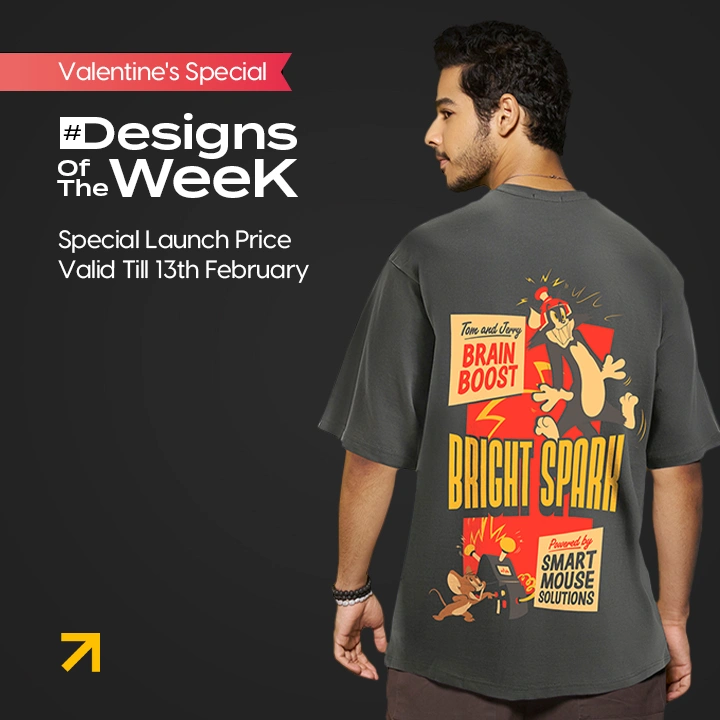 Valentine's Special
#Designs
Of The WeeK
Special Launch Price
Valid Till 13th February
Tom and Jerry
BRAIN
BOOST
BRIGHT SPARK
Powered by
SMART
MOUSE
SOLUTIONS